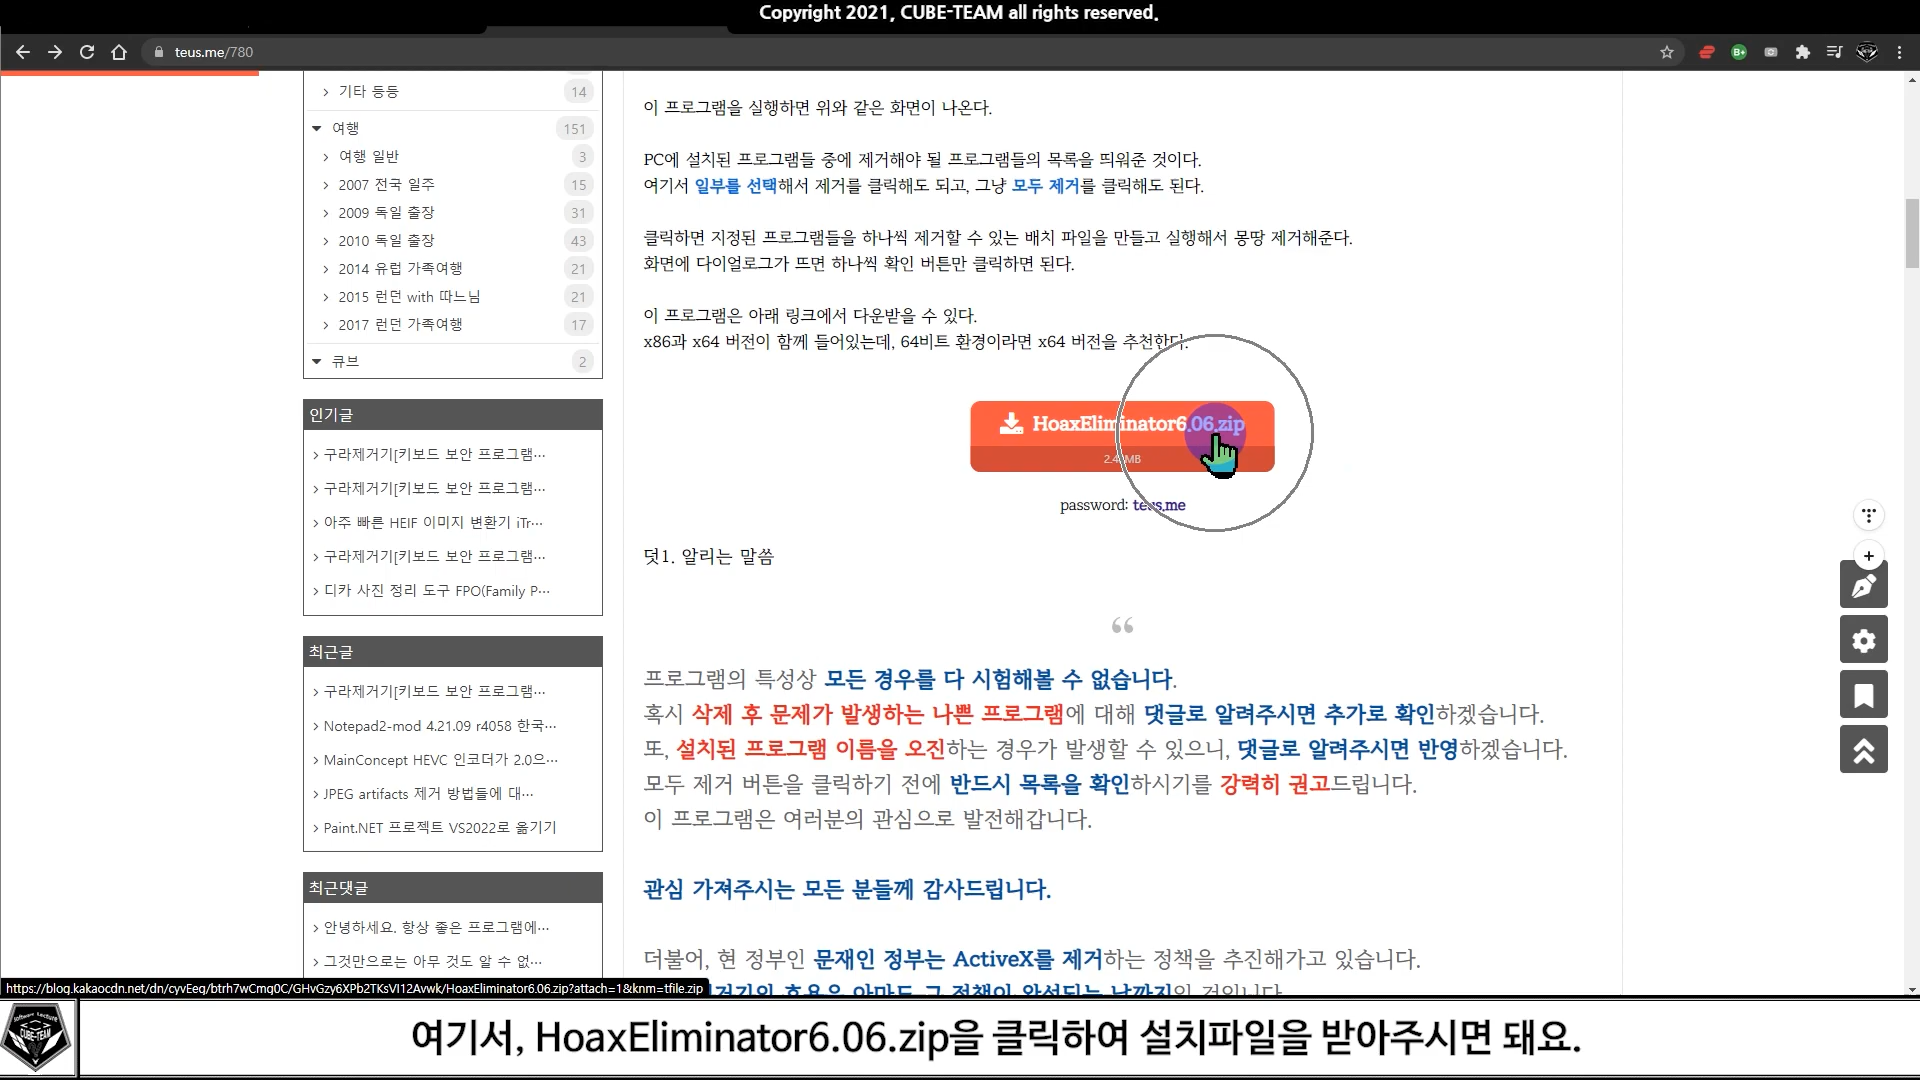 Copyright 2021, CUBE-TEAM all rights reserved.
teus.me/780
기타 등등 14
여행 151
여행 일반 3
2007 전국 일주 15
2009 독일 출장 31
2010 독일 출장 43
2014 유럽 가족여행 21
2015 런던 with 따느님 21
2017 런던 가족여행 17
큐브 2
인기글
구라제거기[키보드 보안 프로그램…
구라제거기[키보드 보안 프로그램…
아주 빠른 HEIF 이미지 변환기 iTr…
구라제거기[키보드 보안 프로그램…
디카 사진 정리 도구 FPO(Family P…
최근글
구라제거기[키보드 보안 프로그램…
Notepad2-mod 4.21.09 r4058 한국…
MainConcept HEVC 인코더가 2.0으…
JPEG artifacts 제거 방법들에 대…
Paint.NET 프로젝트 VS2022로 옮기기
최근댓글
안녕하세요. 항상 좋은 프로그램에…
그것만으로는 아무 것도 알 수 없…
이 프로그램을 실행하면 위와 같은 화면이 나온다.
PC에 설치된 프로그램들 중에 제거해야 될 프로그램들의 목록을 띄워준 것이다.
여기서 일부를 선택해서 제거를 클릭해도 되고, 그냥 모두 제거를 클릭해도 된다.
클릭하면 지정된 프로그램들을 하나씩 제거할 수 있는 배치 파일을 만들고 실행해서 몽땅 제거해준다.
화면에 다이얼로그가 뜨면 하나씩 확인 버튼만 클릭하면 된다.
이 프로그램은 아래 링크에서 다운받을 수 있다.
x86과 x64 버전이 함께 들어있는데, 64비트 환경이라면 x64 버전을 추천한다.
HoaxEliminator6.06.zip
password: teus.me
덧1. 알리는 말씀
“
프로그램의 특성상 모든 경우를 다 시험해볼 수 없습니다.
혹시 삭제 후 문제가 발생하는 나쁜 프로그램에 대해 댓글로 알려주시면 추가로 확인하겠습니다.
또, 설치된 프로그램 이름을 오진하는 경우가 발생할 수 있으니, 댓글로 알려주시면 반영하겠습니다.
모두 제거 버튼을 클릭하기 전에 반드시 목록을 확인하시기를 강력히 권고드립니다.
이 프로그램은 여러분의 관심으로 발전해갑니다.
관심 가져주시는 모든 분들께 감사드립니다.
더불어, 현 정부인 문재인 정부는 ActiveX를 제거하는 정책을 추진해가고 있습니다.
https://blog.kakaocdn.net/dn/cyvEeg/btrh7wCmq0C/GHvGzy6XPb2TKsVI12Avwk/HoaxEliminator6.06.zip?attach=1&knm=tfile.zip
Software Lecture
CUBE-TEAM
여기서, HoaxEliminator6.06.zip을 클릭하여 설치파일을 받아주시면 돼요.